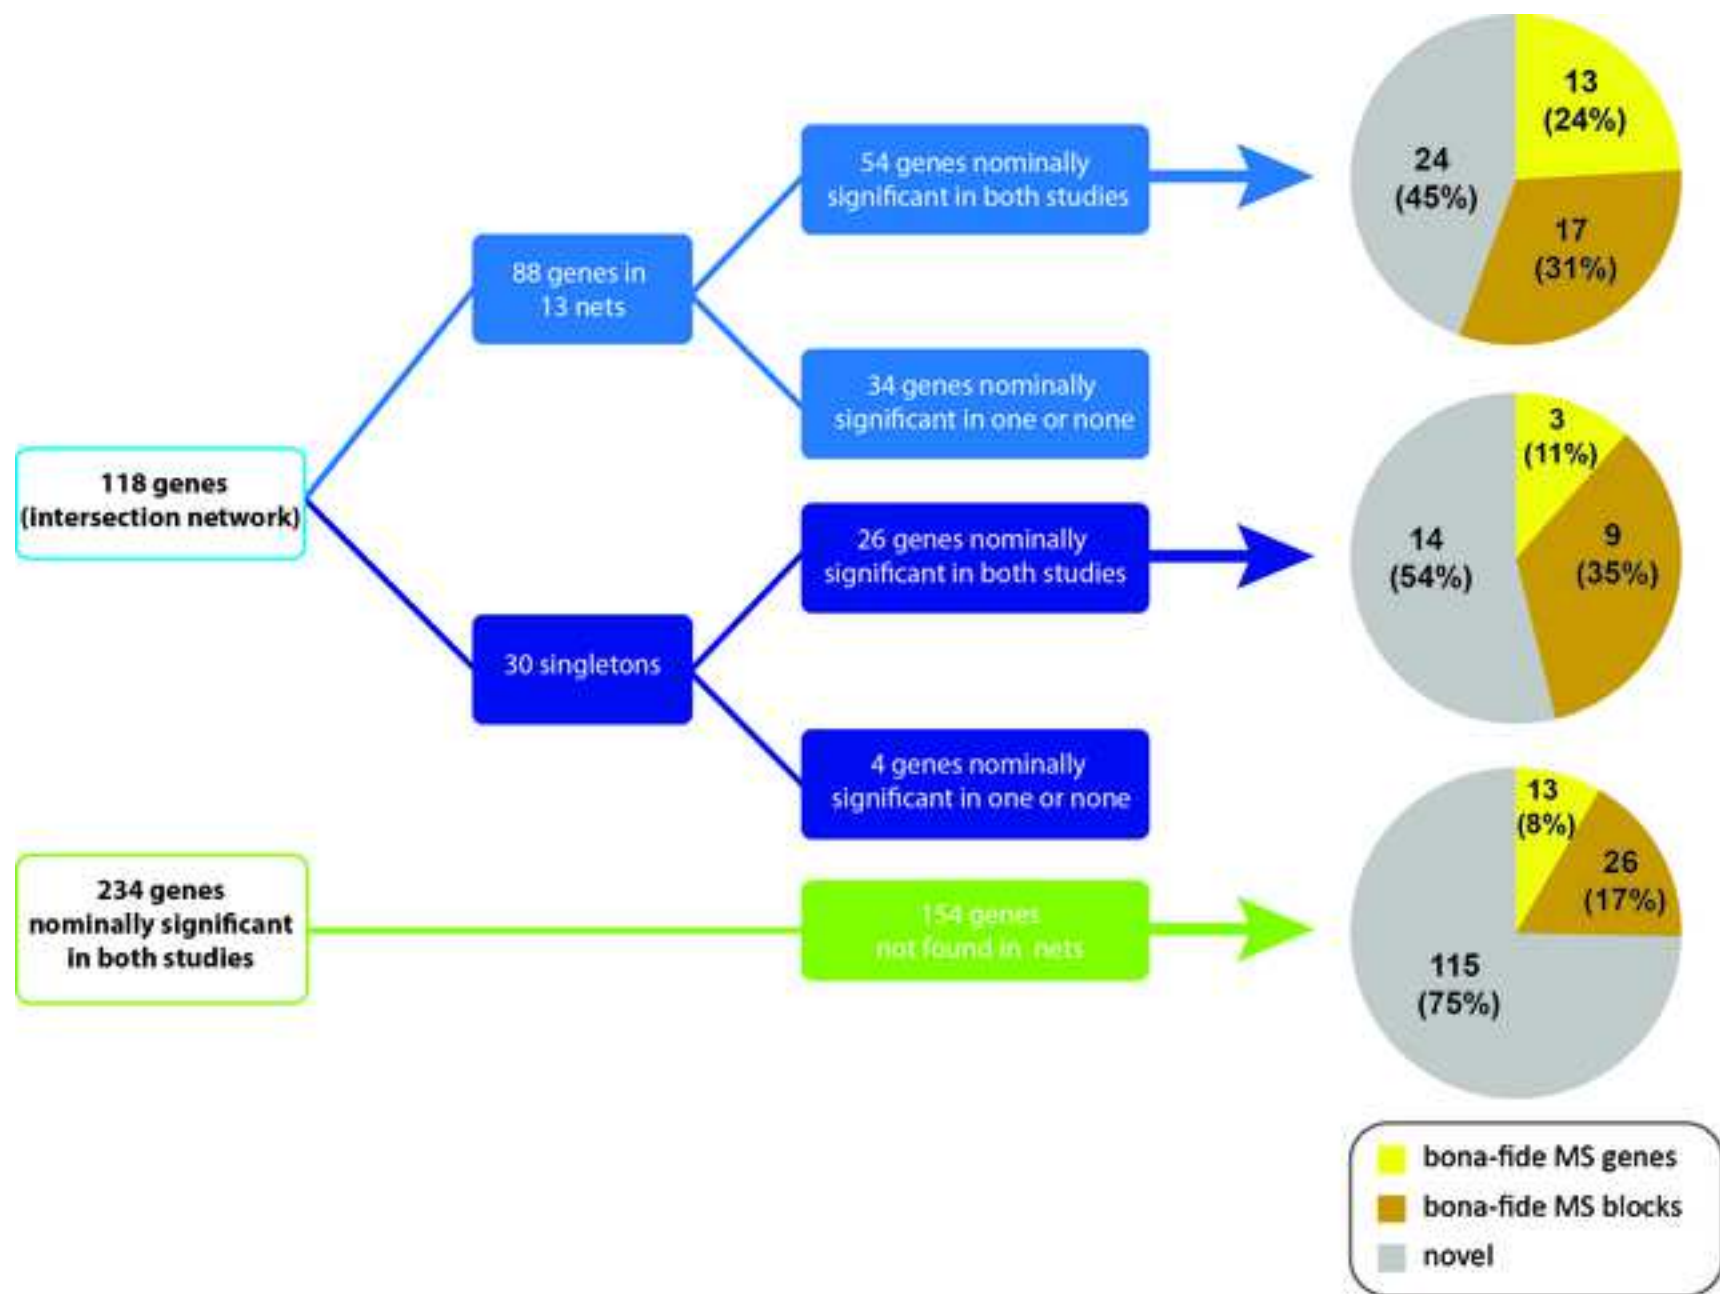 118 genes
(intersection network)
88 genes in
13 nets
30 singletons
54 genes nominally
significant in both studies
34 genes nominally
significant in one or none
26 genes nominally
significant in both studies
4 genes nominally
significant in one or none
234 genes
nominally significant
in both studies
154 genes
not found in nets
13
(24%)
24
(45%)
17
(31%)
3
(11%)
14
(54%)
9
(35%)
13
(8%)
26
(17%)
115
(75%)
bona-fide MS genes
bona-fide MS blocks
novel